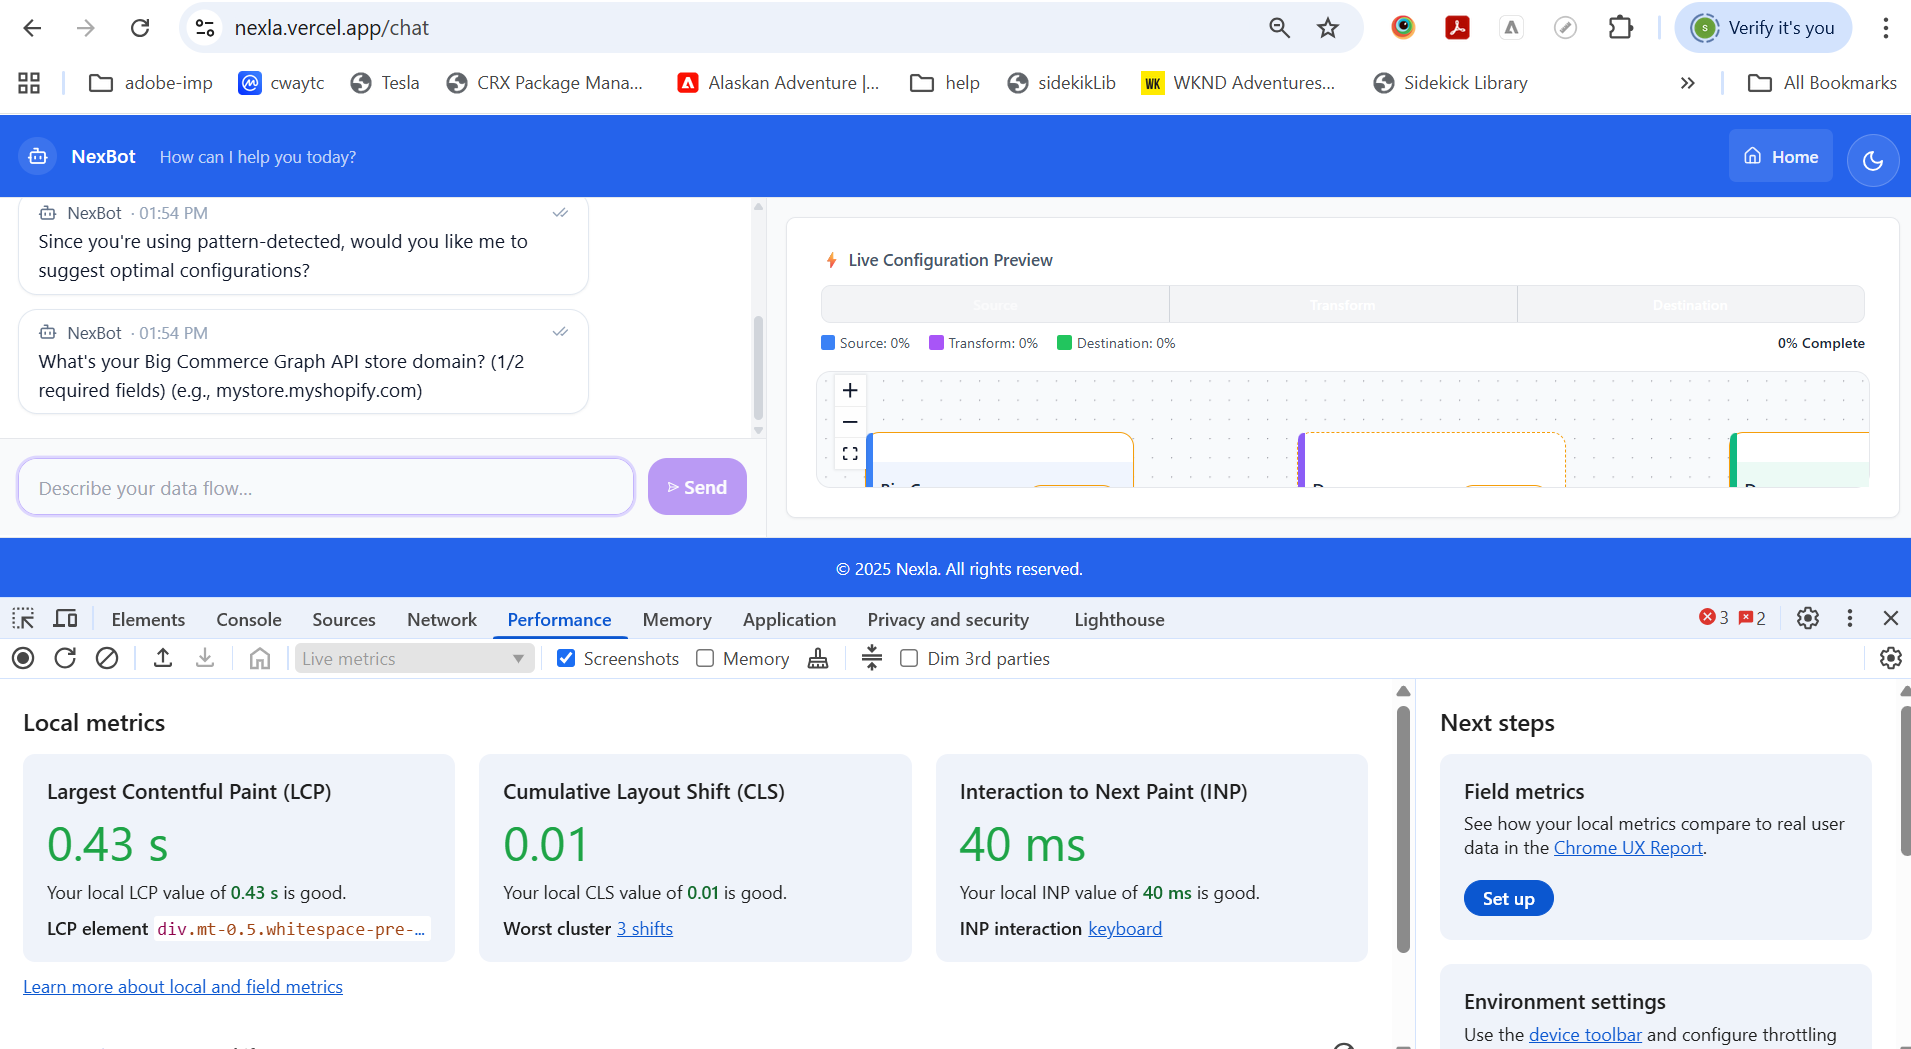 nexla.vercel.app/chat
Verify it's you
adobe-imp
cwaytc
Tesla
CRX Package Mana...
Alaskan Adventure |...
help
sidekikLib
WK
WKND Adventures...
Sidekick Library
All Bookmarks
NexBot
How can I help you today?
Home
NexBot · 01:54 PM
Since you're using pattern-detected, would you like me to
suggest optimal configurations?
NexBot · 01:54 PM
What's your Big Commerce Graph API store domain? (1/2
required fields) (e.g., mystore.myshopify.com)
Describe your data flow...
Send
Live Configuration Preview
Source
Transform
Destination
Source: 0%
Transform: 0%
Destination: 0%
0% Complete
© 2025 Nexla. All rights reserved.
Elements
Console
Sources
Network
Performance
Memory
Application
Privacy and security
Lighthouse
3
2
Live metrics
Screenshots
Memory
Dim 3rd parties
Local metrics
Largest Contentful Paint (LCP)
0.43 s
Your local LCP value of 0.43 s is good.
LCP element div.mt-0.5.whitespace-pre-...
Cumulative Layout Shift (CLS)
0.01
Your local CLS value of 0.01 is good.
Worst cluster 3 shifts
Interaction to Next Paint (INP)
40 ms
Your local INP value of 40 ms is good.
INP interaction keyboard
Learn more about local and field metrics
Next steps
Field metrics
See how your local metrics compare to real user
data in the Chrome UX Report.
Set up
Environment settings
Use the device toolbar and configure throttling